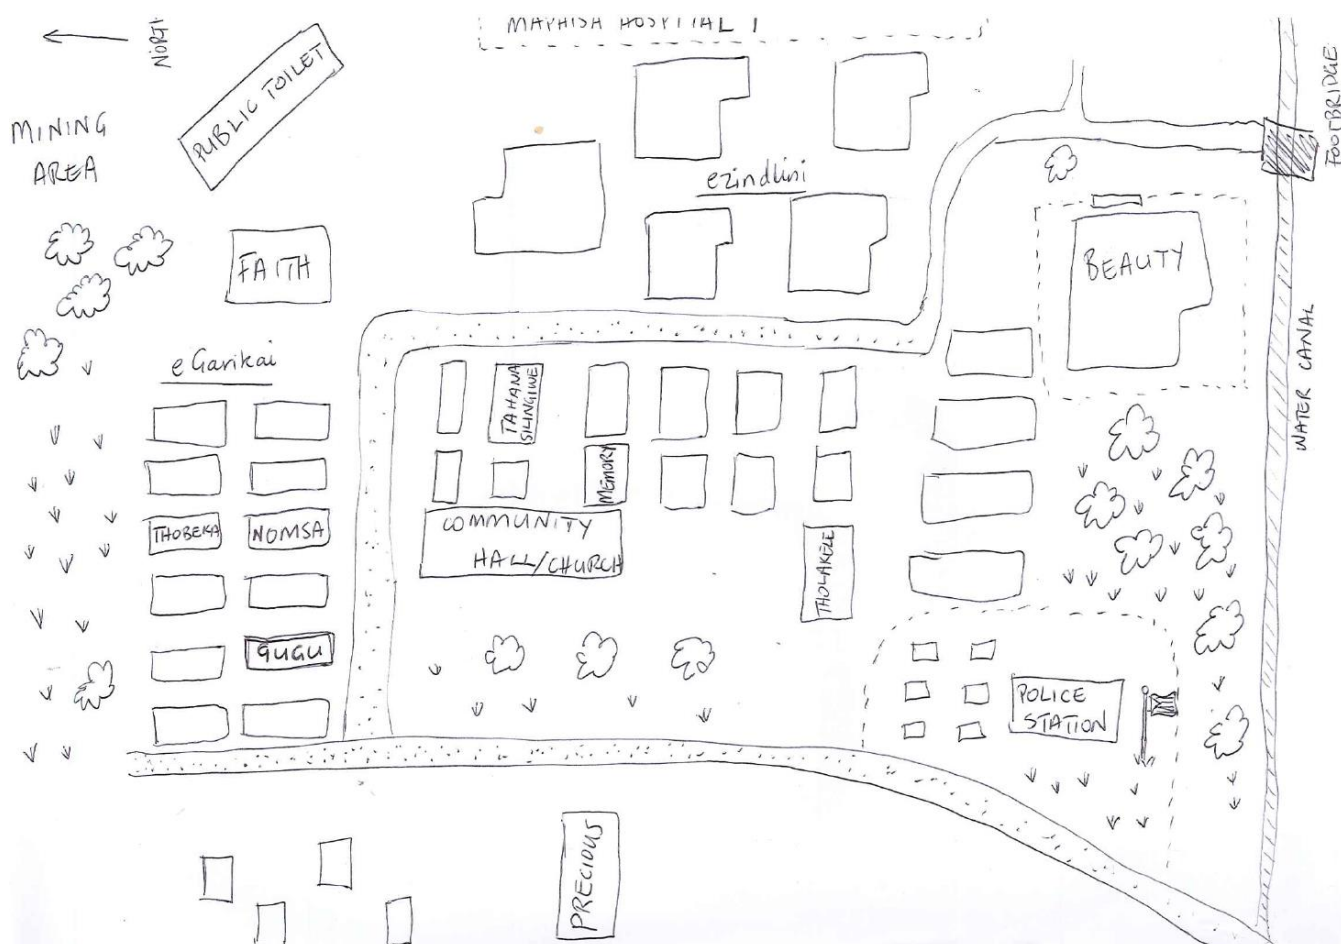 MAPHISA HOSPITAL
NORTH
PUBLIC TOILET
MINING
AREA
FOOTBRIDGE
ezindlini
FAITH
BEAUTY
WATER CANAL
eGarikai
TAHANA
SILINGIWE
MEMORY
THOBEKA
NOMSA
COMMUNITY
HALL/CHURCH
THOLAKELE
GUGU
POLICE
STATION
PRECIOUS